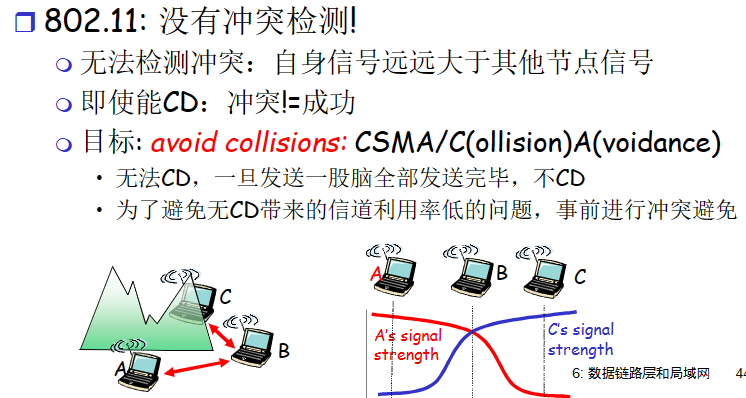 802.11: 没有冲突检测!
无法检测冲突：自身信号远远大于其他节点信号
即使能CD：冲突!=成功
目标: avoid collisions: CSMA/C(ollision)A(voidance)
• 无法CD，一旦发送一股脑全部发送完毕，不CD
• 为了避免无CD带来的信道利用率低的问题，事前进行冲突避免
C
B
A
A
B
C
A's signal
strength
C's signal
strength
6: 数据链路层和局域网
44